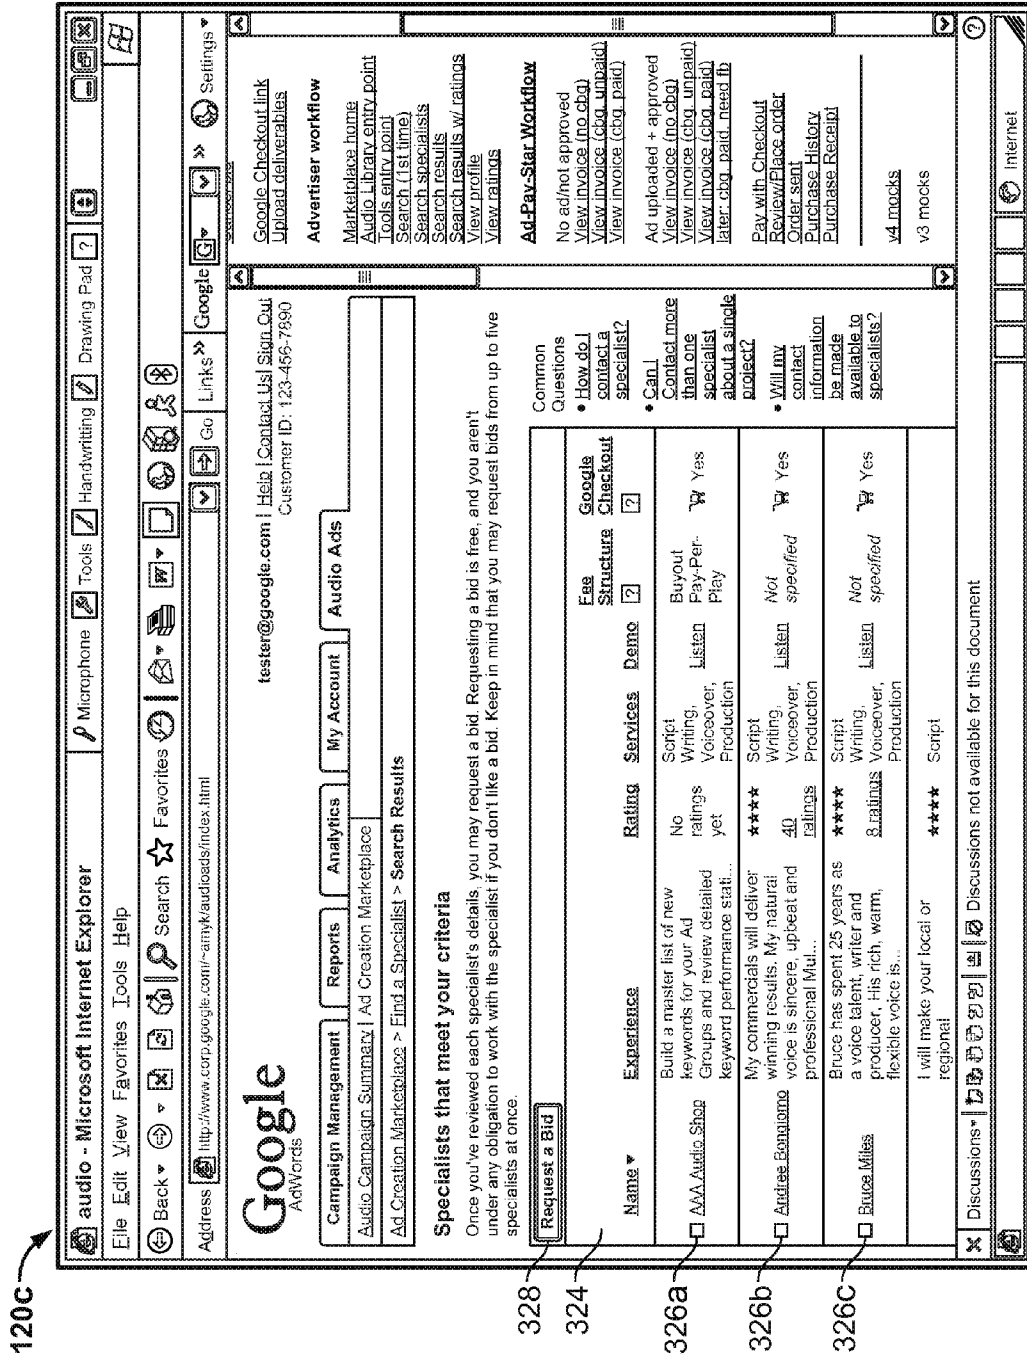 120c
audio - Microsoft Internet Explorer
Microphone Tools Handwritting Drawing Pad ?
File Edit View Favorites Tools Help
Back Search Favorites
Address http://www.corp.google.com/~amyk/audioads/index.html Go Links » Google G » Settings
Google
AdWords
tester@google.com | Help | Contact Us| Sign Out
Customer ID: 123-456-7890
Campaign Management Reports Analytics My Account Audio Ads
Audio Campaign Summary | Ad Creation Marketplace
Ad Creation Marketplace > Find a Specialist > Search Results
Specialists that meet your criteria
Once you've reviewed each specialist's details, you may request a bid. Requesting a bid is free, and you aren't
under any obligation to work with the specialist if you don't like a bid. Keep in mind that you may request bids from up to five
specialists at once.
328
Request a Bid
324
Name Experience Rating Services Demo Fee Structure ? Google Checkout ?
326a
AAA Audio Shop
Build a master list of new
keywords for your Ad
Groups and review detailed
keyword performance stati...
No
ratings
yet
Script
Writing,
Voiceover,
Production
Listen
Buyout
Pay-Per-
Play
Yes
326b
Andree Bongiomo
My commercials will deliver
winning results. My natural
voice is sincere, upbeat and
professional Mul...
★★★★
40
ratings
Script
Writing,
Voiceover,
Production
Listen
Not
specified
Yes
326c
Bruce Miles
Bruce has spent 25 years as
a voice talent, writer and
producer, His rich, warm,
flexible voice is...
★★★★
8 ratings
Script
Writing,
Voiceover,
Production
Listen
Not
specified
Yes
I will make your local or
regional
★★★★
Script
Common
Questions
• How do I
contact a
specialist?
• Can I
Contact more
than one
specialist
about a single
project?
• Will my
contact
information
be made
available to
specialists?
Google Checkout link
Upload deliverables
Advertiser workflow
Marketplace home
Audio Library entry point
Tools entry point
Search (1st time)
Search specialists
Search results
Search results w/ ratings
View profile
View ratings
Ad-Pay-Star Workflow
No ad/not approved
View invoice (no cbg)
View invoice (cbg, unpaid)
View invoice (cbg, paid)
Ad uploaded + approved
View invoice (no cbg)
View invoice (cbg, unpaid)
View invoice (cbg, paid)
later: cbg, paid, need fb
Pay with Checkout
Review/Place order
Order sent
Purchase History
Purchase Receipt
v4 mocks
v3 mocks
Discussions Discussions not available for this document ?
Internet